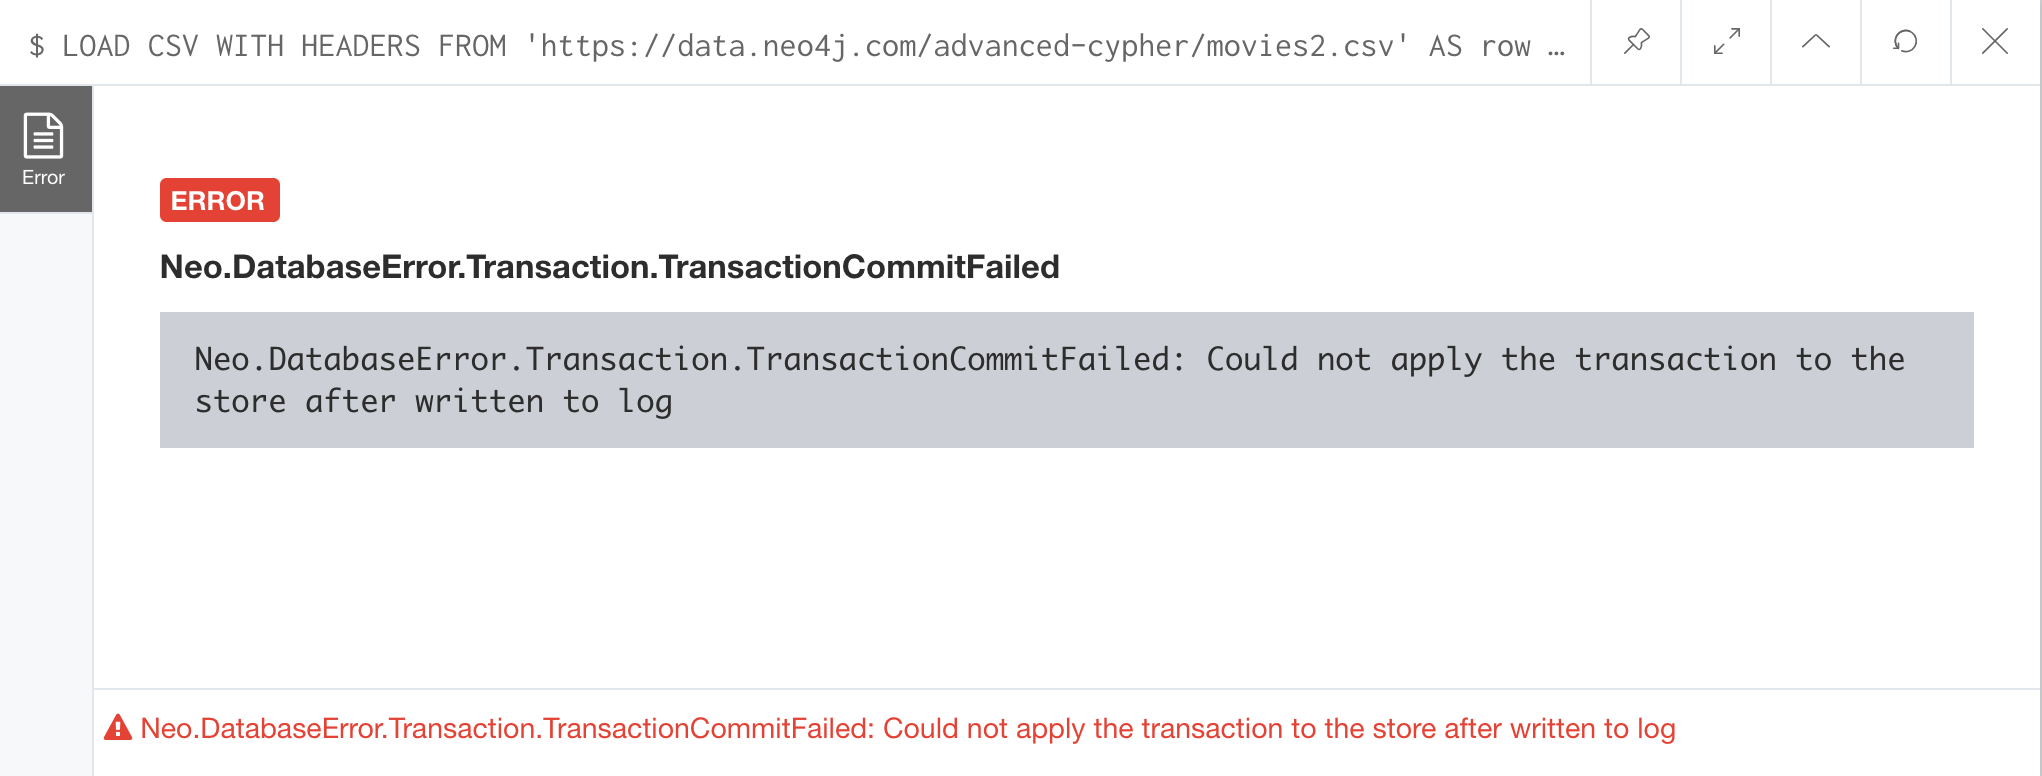 $ LOAD CSV WITH HEADERS FROM 'https://data.neo4j.com/advanced-cypher/movies2.csv' AS row …
Error
ERROR
Neo.DatabaseError.Transaction.TransactionCommitFailed
Neo.DatabaseError.Transaction.TransactionCommitFailed: Could not apply the transaction to the
store after written to log
Neo.DatabaseError.Transaction.TransactionCommitFailed: Could not apply the transaction to the store after written to log